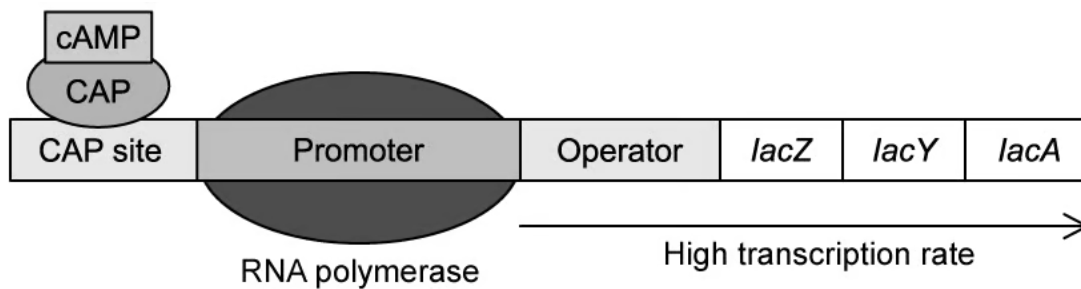 cAMP
CAP
CAP site Promoter Operator lacZ lacY lacA
RNA polymerase
High transcription rate